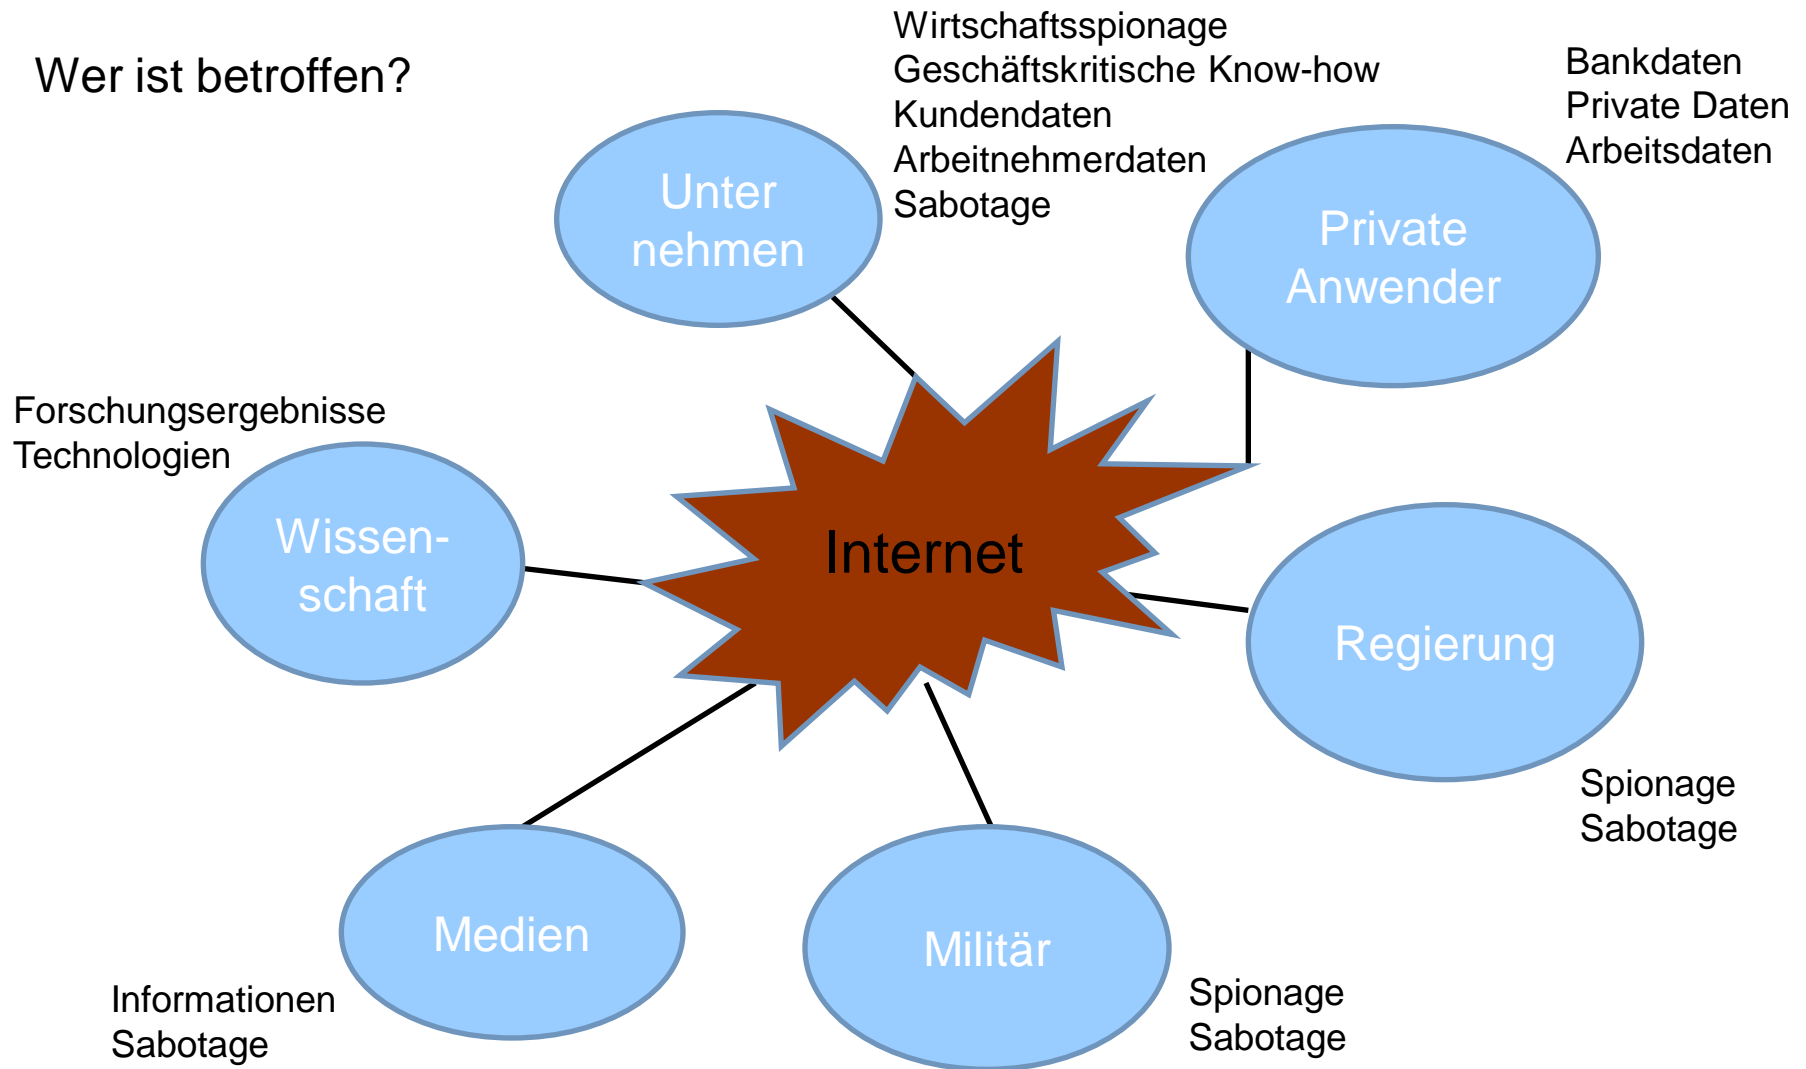 Wer ist betroffen?
Wirtschaftsspionage
Geschäftskritische Know-how
Kundendaten
Arbeitnehmerdaten
Sabotage
Bankdaten
Private Daten
Arbeitsdaten
Unter
nehmen
Private
Anwender
Forschungsergebnisse
Technologien
Wissen-
schaft
Internet
Regierung
Spionage
Sabotage
Medien
Informationen
Sabotage
Militär
Spionage
Sabotage